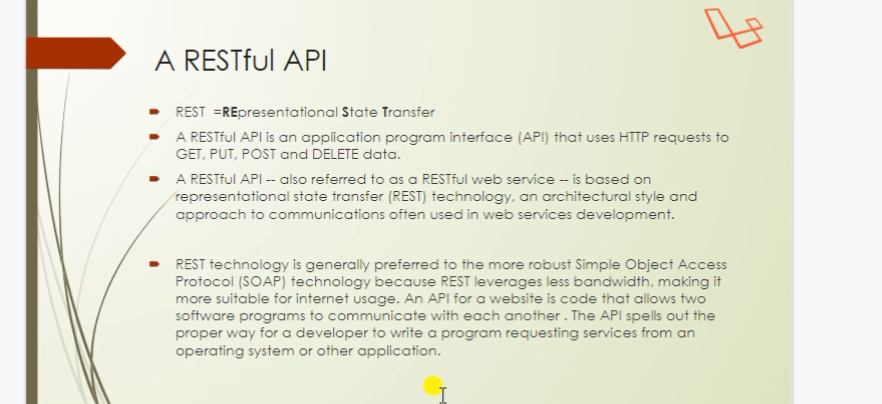 A RESTful API
REST =REpresentational State Transfer
A RESTful API is an application program interface (API) that uses HTTP requests to
GET, PUT, POST and DELETE data.
A RESTful API -- also referred to as a RESTful web service -- is based on
representational state transfer (REST) technology, an architectural style and
approach to communications often used in web services development.
REST technology is generally preferred to the more robust Simple Object Access
Protocol (SOAP) technology because REST leverages less bandwidth, making it
more suitable for internet usage. An API for a website is code that allows two
software programs to communicate with each another . The API spells out the
proper way for a developer to write a program requesting services from an
operating system or other application.